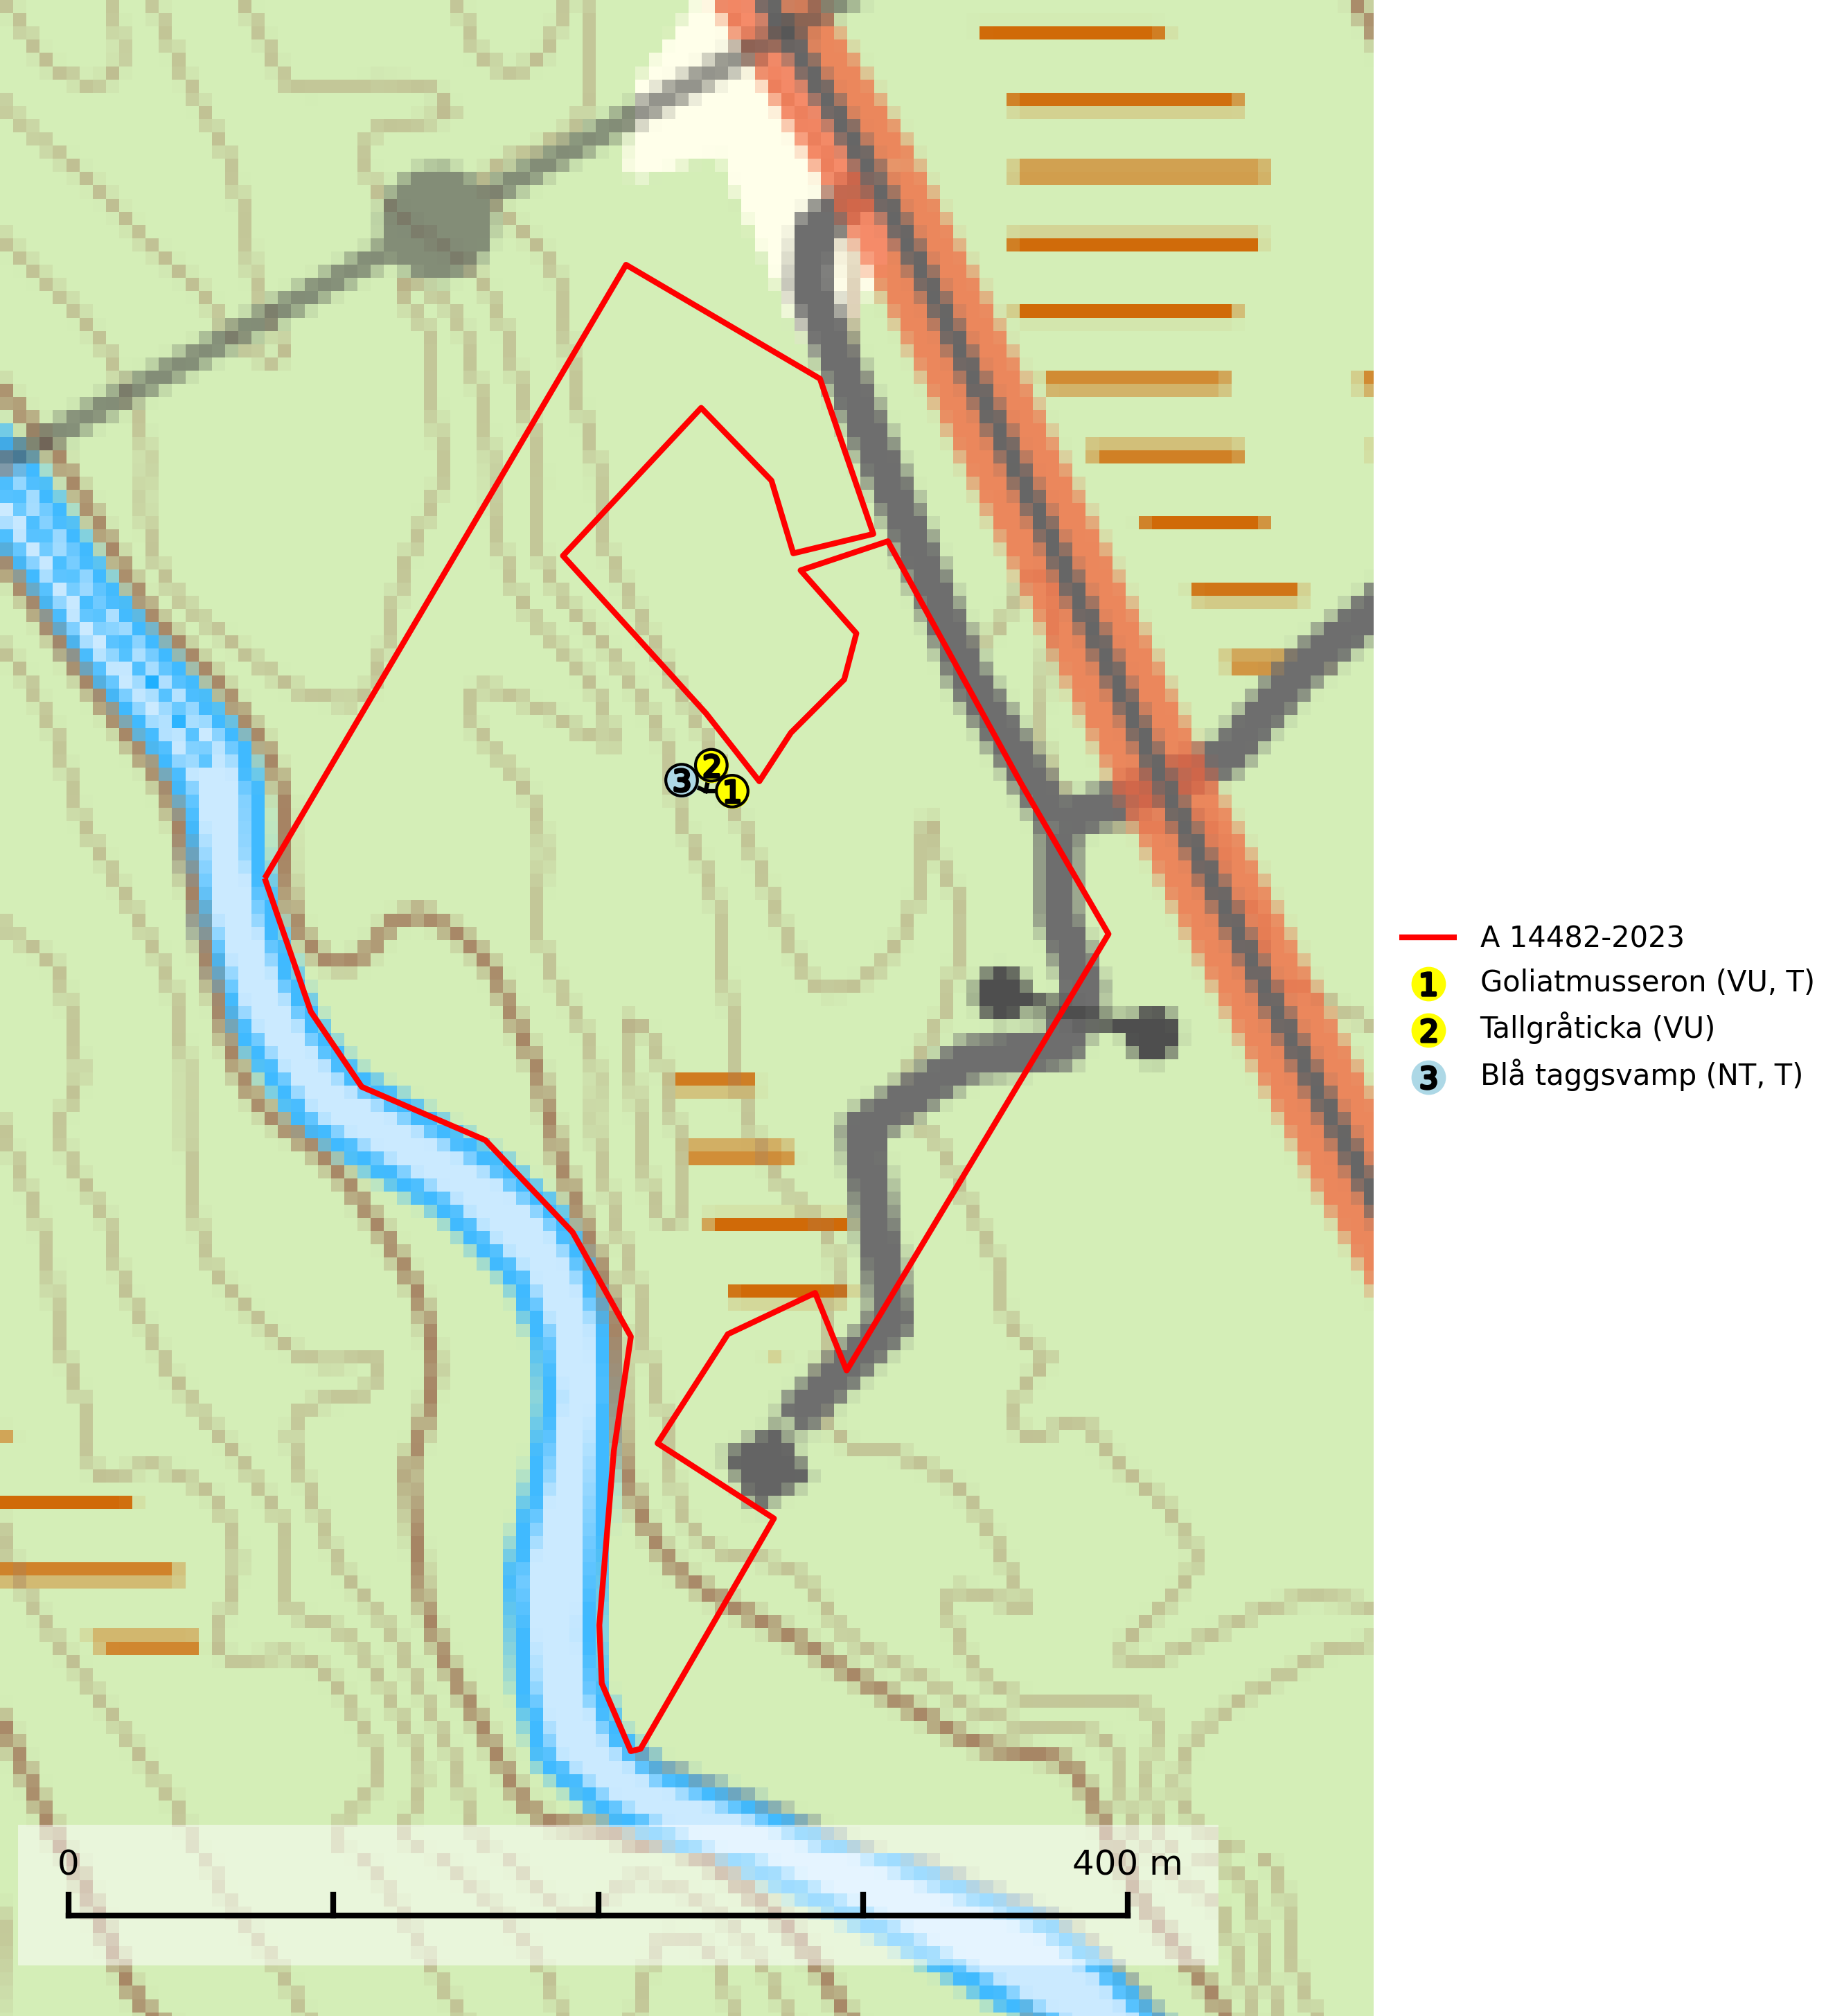 2
3
1
A 14482-2023
1 Goliatmusseron (VU, T)
2 Tallgråticka (VU)
3 Blå taggsvamp (NT, T)
0 400 m